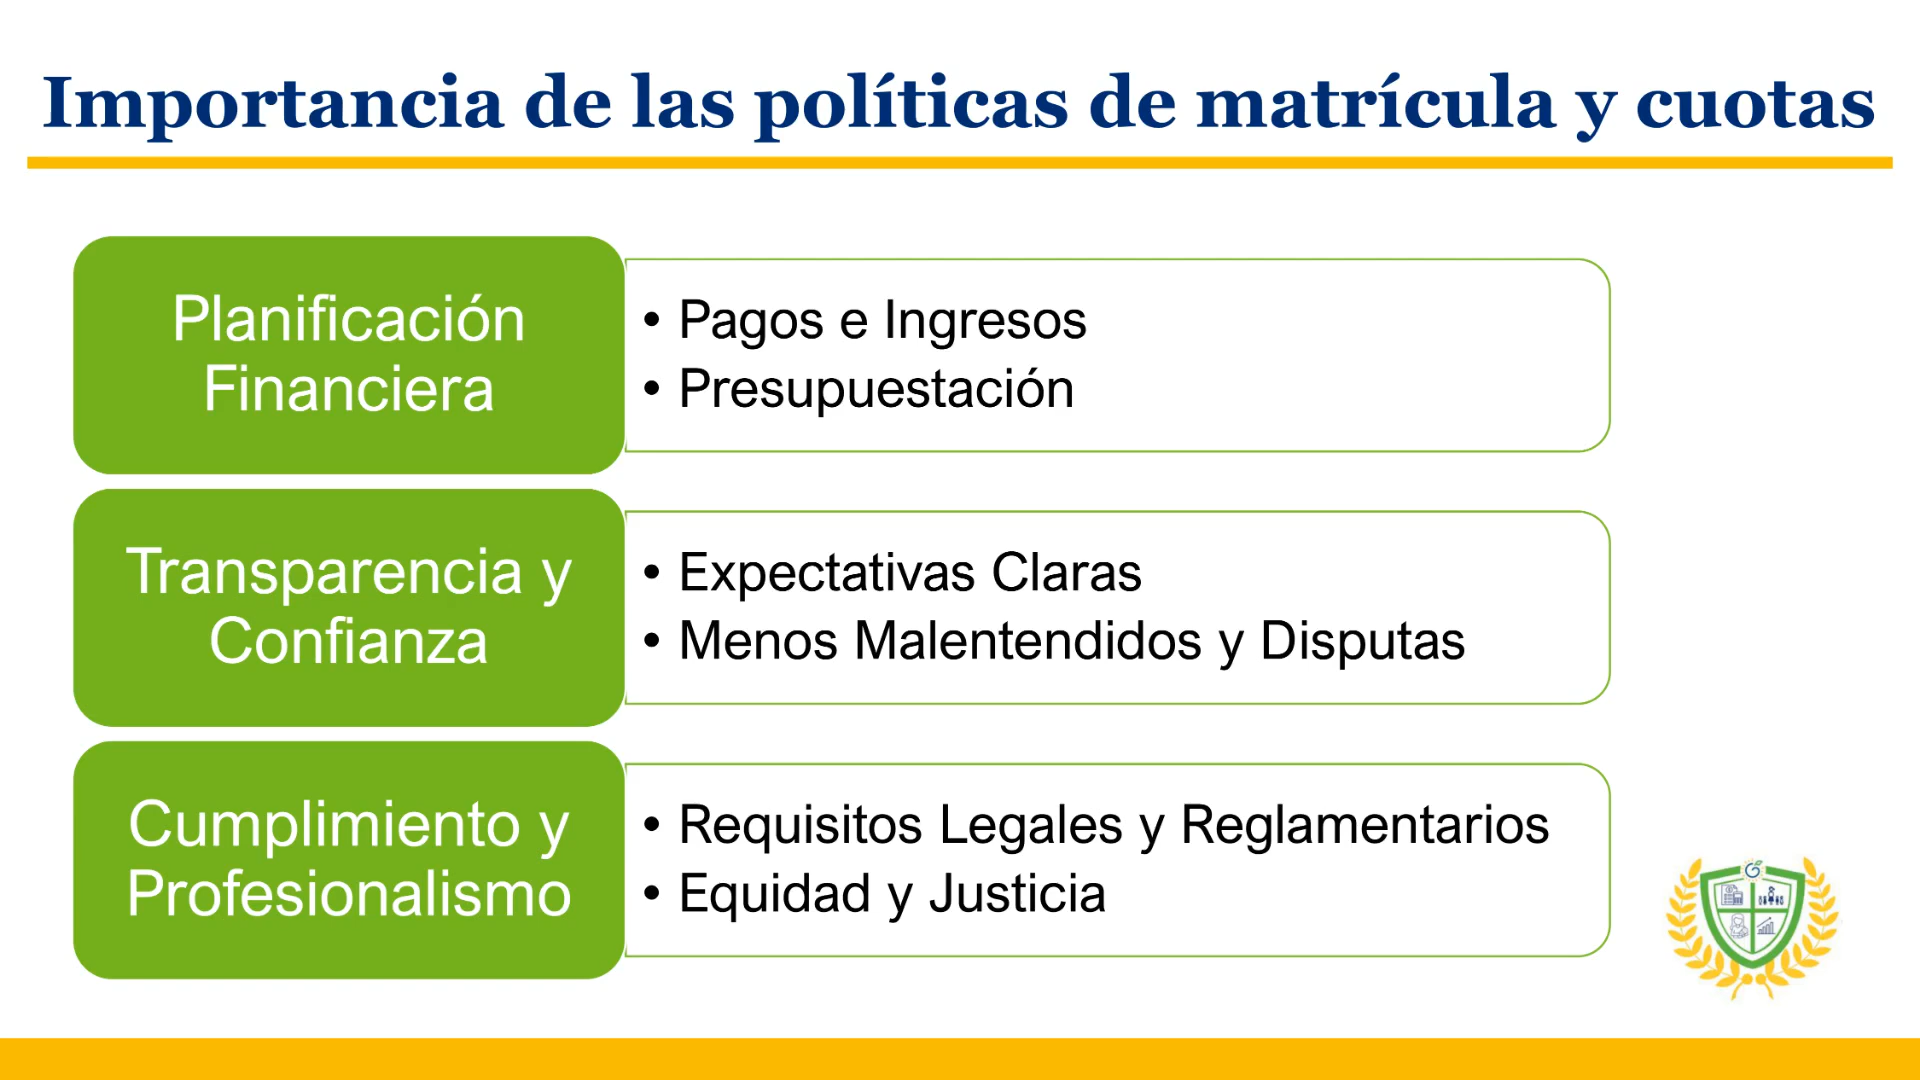 Importancia de las políticas de matrícula y cuotas
Planificación
Financiera
• Pagos e Ingresos
• Presupuestación
Transparencia y
Confianza
• Expectativas Claras
• Menos Malentendidos y Disputas
Cumplimiento y
Profesionalismo
• Requisitos Legales y Reglamentarios
• Equidad y Justicia